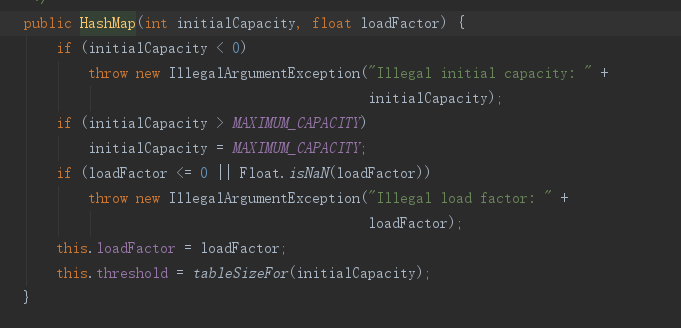 public HashMap(int initialCapacity, float loadFactor) {
if (initialCapacity < 0)
throw new IllegalArgumentException("Illegal initial capacity: " +
initialCapacity);
if (initialCapacity > MAXIMUM_CAPACITY)
initialCapacity = MAXIMUM_CAPACITY;
if (loadFactor <= 0 || Float.isNaN(loadFactor))
throw new IllegalArgumentException("Illegal load factor: " +
loadFactor);
this.loadFactor = loadFactor;
this.threshold = tableSizeFor(initialCapacity);
}